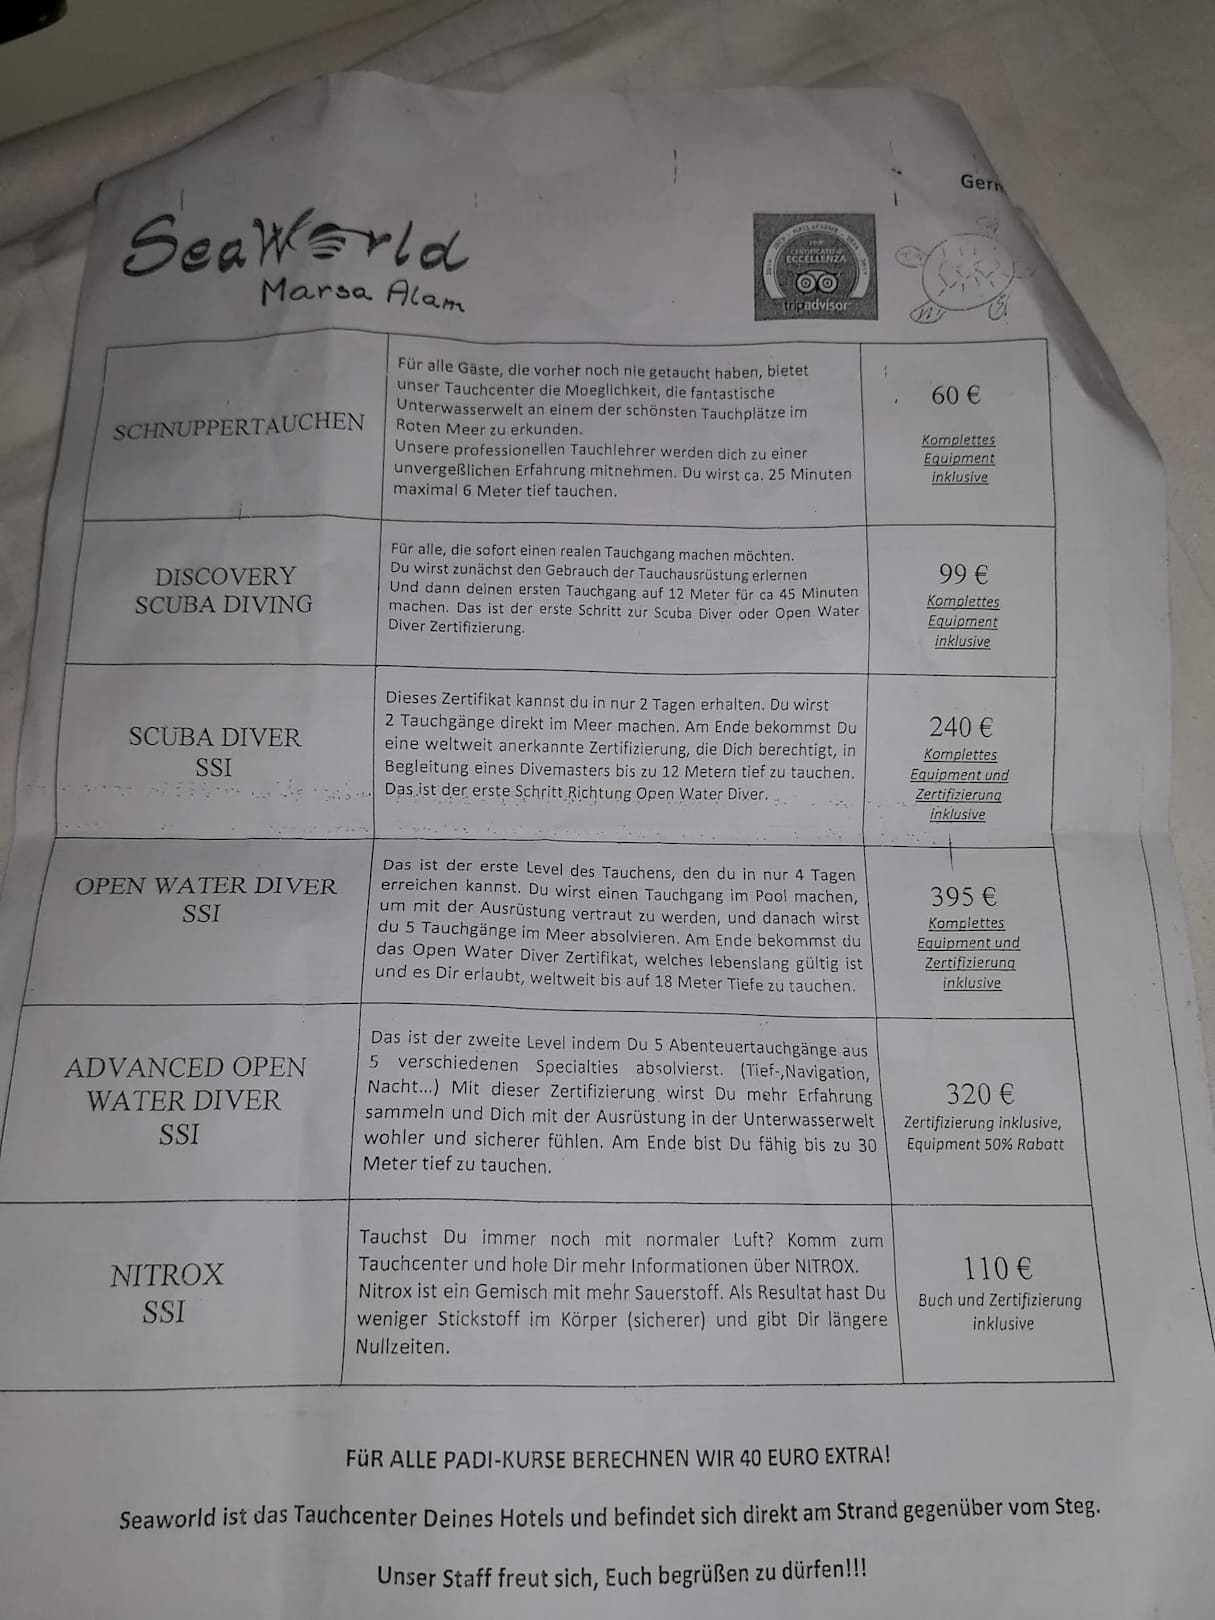 Gern
SeaWorld
Marsa Alam
CERTIFICATO di
ECCELLENZA
tripadvisor
SCHNUPPERTAUCHEN
Für alle Gäste, die vorher noch nie getaucht haben, bietet
unser Tauchcenter die Moeglichkeit, die fantastische
Unterwasserwelt an einem der schönsten Tauchplätze im
Roten Meer zu erkunden.
Unsere professionellen Tauchlehrer werden dich zu einer
unvergeßlichen Erfahrung mitnehmen. Du wirst ca. 25 Minuten
maximal 6 Meter tief tauchen.
60 €
Komplettes
Equipment
inklusive
DISCOVERY
SCUBA DIVING
Für alle, die sofort einen realen Tauchgang machen möchten.
Du wirst zunächst den Gebrauch der Tauchausrüstung erlernen
Und dann deinen ersten Tauchgang auf 12 Meter für ca 45 Minuten
machen. Das ist der erste Schritt zur Scuba Diver oder Open Water
Diver Zertifizierung.
99 €
Komplettes
Equipment
inklusive
SCUBA DIVER
SSI
Dieses Zertifikat kannst du in nur 2 Tagen erhalten. Du wirst
2 Tauchgänge direkt im Meer machen. Am Ende bekommst Du
eine weltweit anerkannte Zertifizierung, die Dich berechtigt, in
Begleitung eines Divemasters bis zu 12 Metern tief zu tauchen.
Das ist der erste Schritt Richtung Open Water Diver.
240 €
Komplettes
Equipment und
Zertifizierung
inklusive
OPEN WATER DIVER
SSI
Das ist der erste Level des Tauchens, den du in nur 4 Tagen
erreichen kannst. Du wirst einen Tauchgang im Pool machen,
um mit der Ausrüstung vertraut zu werden, und danach wirst
du 5 Tauchgänge im Meer absolvieren. Am Ende bekommst du
das Open Water Diver Zertifikat, welches lebenslang gültig ist
und es Dir erlaubt, weltweit bis auf 18 Meter Tiefe zu tauchen.
395 €
Komplettes
Equipment und
Zertifizierung
inklusive
ADVANCED OPEN
WATER DIVER
SSI
Das ist der zweite Level indem Du 5 Abenteuertauchgänge aus
5 verschiedenen Specialties absolvierst. (Tief-,Navigation,
Nacht...) Mit dieser Zertifizierung wirst Du mehr Erfahrung
sammeln und Dich mit der Ausrüstung in der Unterwasserwelt
wohler und sicherer fühlen. Am Ende bist Du fähig bis zu 30
Meter tief zu tauchen.
320 €
Zertifizierung inklusive,
Equipment 50% Rabatt
NITROX
SSI
Tauchst Du immer noch mit normaler Luft? Komm zum
Tauchcenter und hole Dir mehr Informationen über NITROX.
Nitrox ist ein Gemisch mit mehr Sauerstoff. Als Resultat hast Du
weniger Stickstoff im Körper (sicherer) und gibt Dir längere
Nullzeiten.
110 €
Buch und Zertifizierung
inklusive
FüR ALLE PADI-KURSE BERECHNEN WIR 40 EURO EXTRA!
Seaworld ist das Tauchcenter Deines Hotels und befindet sich direkt am Strand gegenüber vom Steg.
Unser Staff freut sich, Euch begrüßen zu dürfen!!!